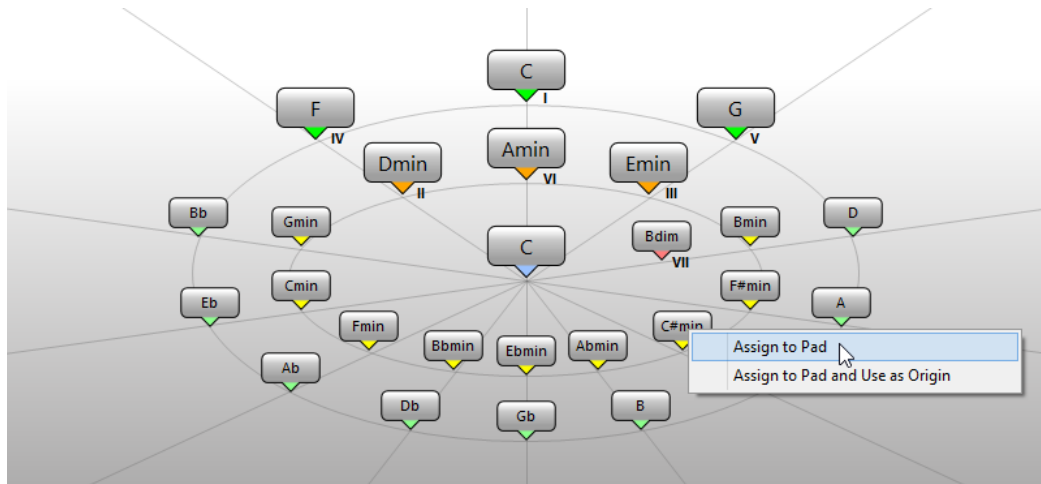 C
I
F
IV
G
V
Amin
VI
Dmin
II
Emin
III
Bb
Gmin
Bmin
D
C
Bdim
VII
Eb
Cmin
F#min
A
Fmin
C#min
Bbmin
Ebmin
Abmin
Assign to Pad
Assign to Pad and Use as Origin
Ab
Db
Gb
B